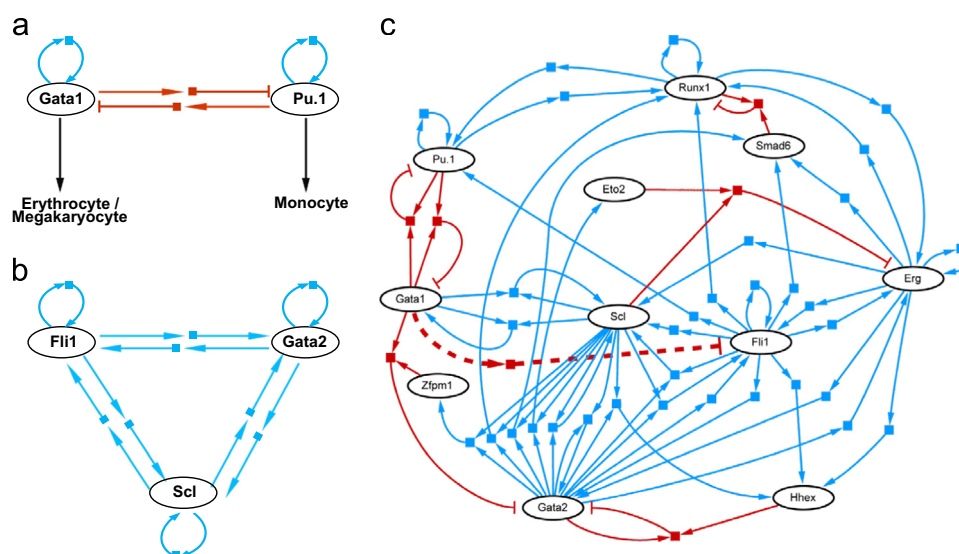 a
Gata1
Pu.1
Erythrocyte /
Megakaryocyte
Monocyte
b
Fli1
Gata2
Scl
c
Runx1
Pu.1
Smad6
Eto2
Erg
Gata1
Scl
Fli1
Zfpm1
Gata2
Hhex